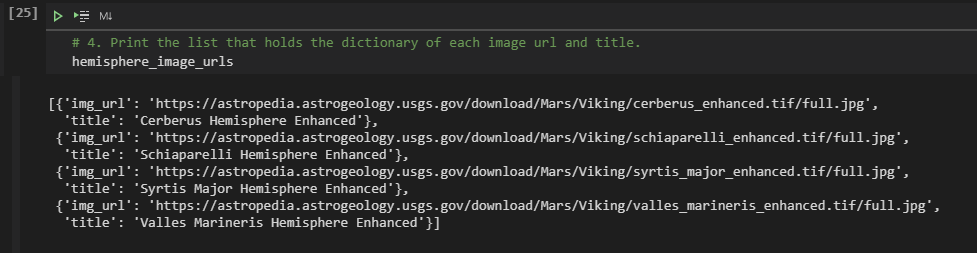 [25]
M↓
# 4. Print the list that holds the dictionary of each image url and title.
hemisphere_image_urls
[{'img_url': 'https://astropedia.astrogeology.usgs.gov/download/Mars/Viking/cerberus_enhanced.tif/full.jpg',
'title': 'Cerberus Hemisphere Enhanced'},
{'img_url': 'https://astropedia.astrogeology.usgs.gov/download/Mars/Viking/schiaparelli_enhanced.tif/full.jpg',
'title': 'Schiaparelli Hemisphere Enhanced'},
{'img_url': 'https://astropedia.astrogeology.usgs.gov/download/Mars/Viking/syrtis_major_enhanced.tif/full.jpg',
'title': 'Syrtis Major Hemisphere Enhanced'},
{'img_url': 'https://astropedia.astrogeology.usgs.gov/download/Mars/Viking/valles_marineris_enhanced.tif/full.jpg',
'title': 'Valles Marineris Hemisphere Enhanced'}]